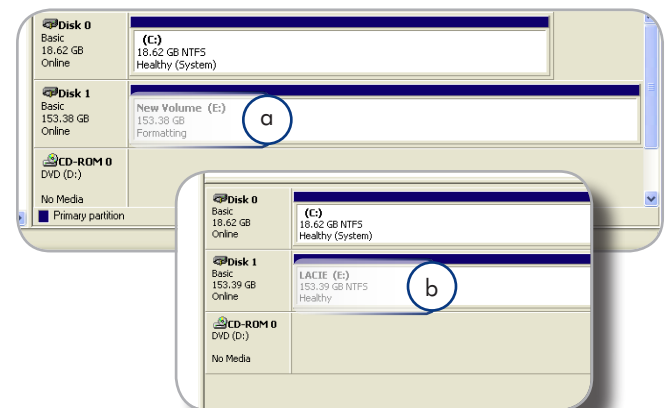 Disk 0
Basic
18.62 GB
Online
(C:)
18.62 GB NTFS
Healthy (System)
Disk 1
Basic
153.38 GB
Online
New Volume (E:)
153.38 GB
Formatting
a
CD-ROM 0
DVD (D:)
No Media
Primary partition
Disk 0
Basic
18.62 GB
Online
(C:)
18.62 GB NTFS
Healthy (System)
Disk 1
Basic
153.39 GB
Online
LACIE (E:)
153.39 GB NTFS
Healthy
b
CD-ROM 0
DVD (D:)
No Media